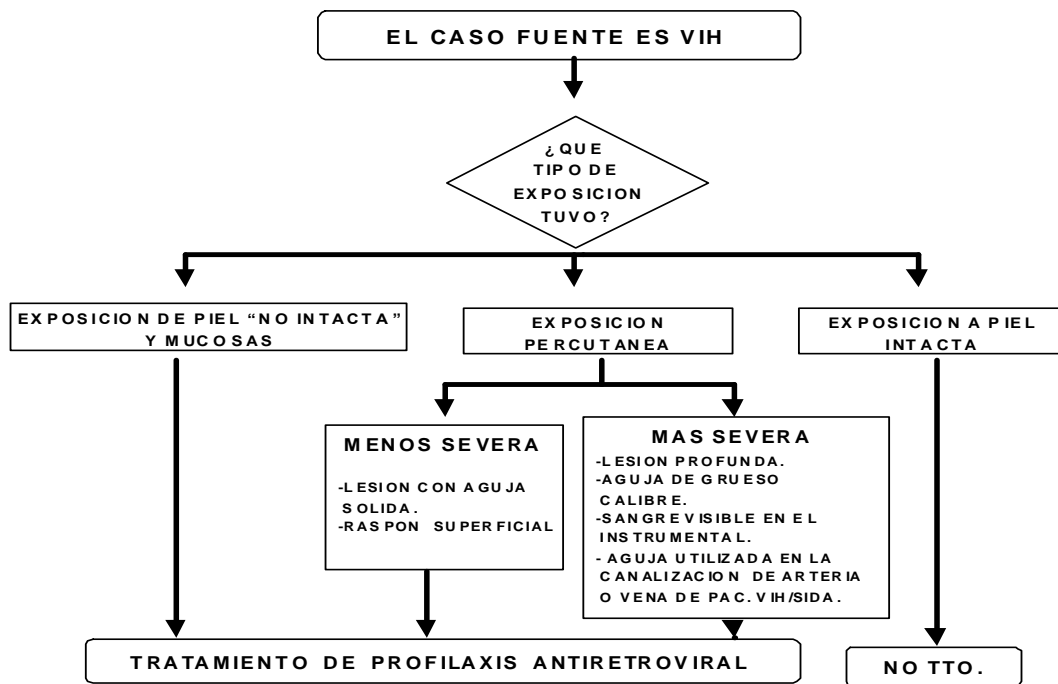 EL CASO FUENTE ES VIH
¿QUE
TIPO DE
EXPOSICION
TUVO?
EXPOSICION DE PIEL “NO INTACTA”
Y MUCOSAS
EXPOSICION
PERCUTANEA
EXPOSICION A PIEL
INTACTA
MENOS SEVERA
-LESION CON AGUJA
SOLIDA.
-RASPON SUPERFICIAL
MAS SEVERA
-LESION PROFUNDA.
-AGUJA DE GRUESO
CALIBRE.
-SANGRE VISIBLE EN EL
INSTRUMENTAL.
- AGUJA UTILIZADA EN LA
CANALIZACION DE ARTERIA
O VENA DE PAC. VIH/SIDA.
TRATAMIENTO DE PROFILAXIS ANTIRETROVIRAL
NO TTO.